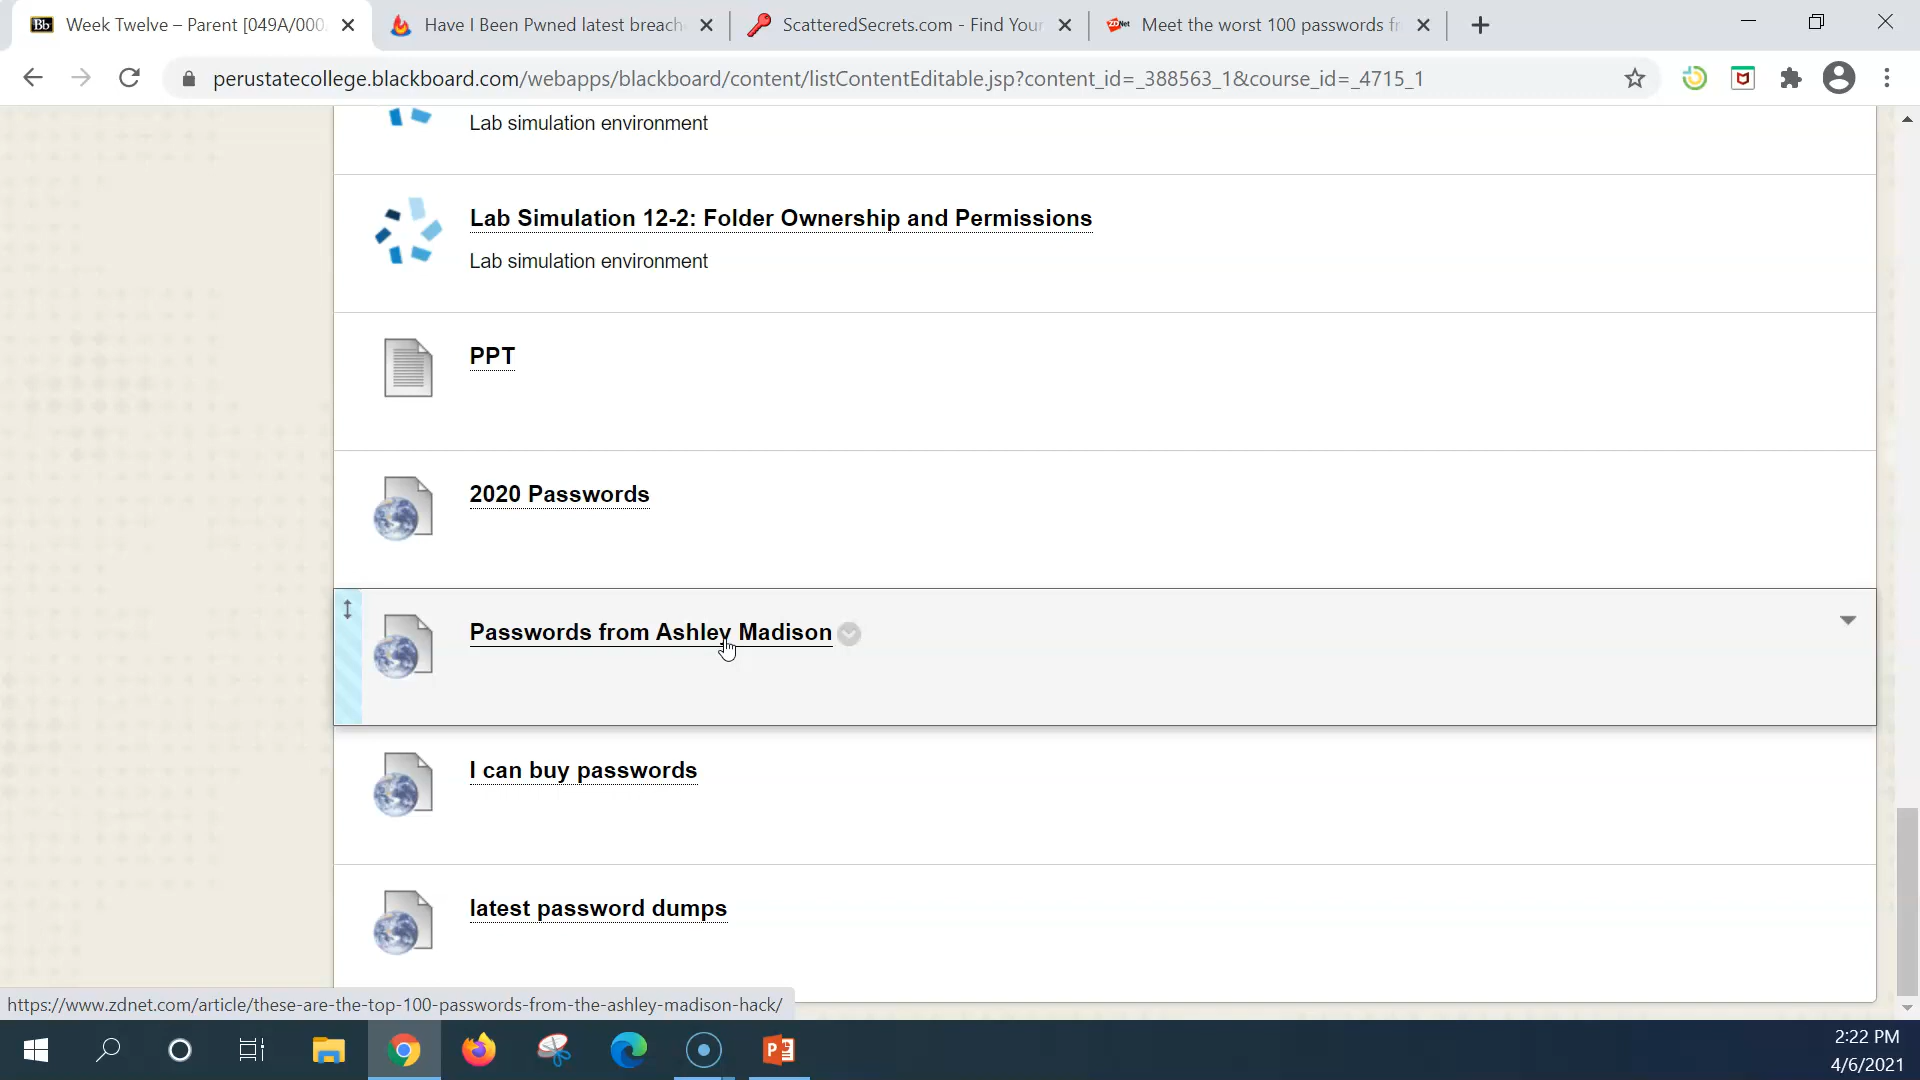 Bb Week Twelve – Parent [049A/000
Have I Been Pwned latest breach
ScatteredSecrets.com - Find Your
ZDNet Meet the worst 100 passwords fr
perustatecollege.blackboard.com/webapps/blackboard/content/listContentEditable.jsp?content_id=_388563_1&course_id=_4715_1
Lab simulation environment
Lab Simulation 12-2: Folder Ownership and Permissions
Lab simulation environment
PPT
2020 Passwords
Passwords from Ashley Madison
I can buy passwords
latest password dumps
https://www.zdnet.com/article/these-are-the-top-100-passwords-from-the-ashley-madison-hack/
2:22 PM
4/6/2021